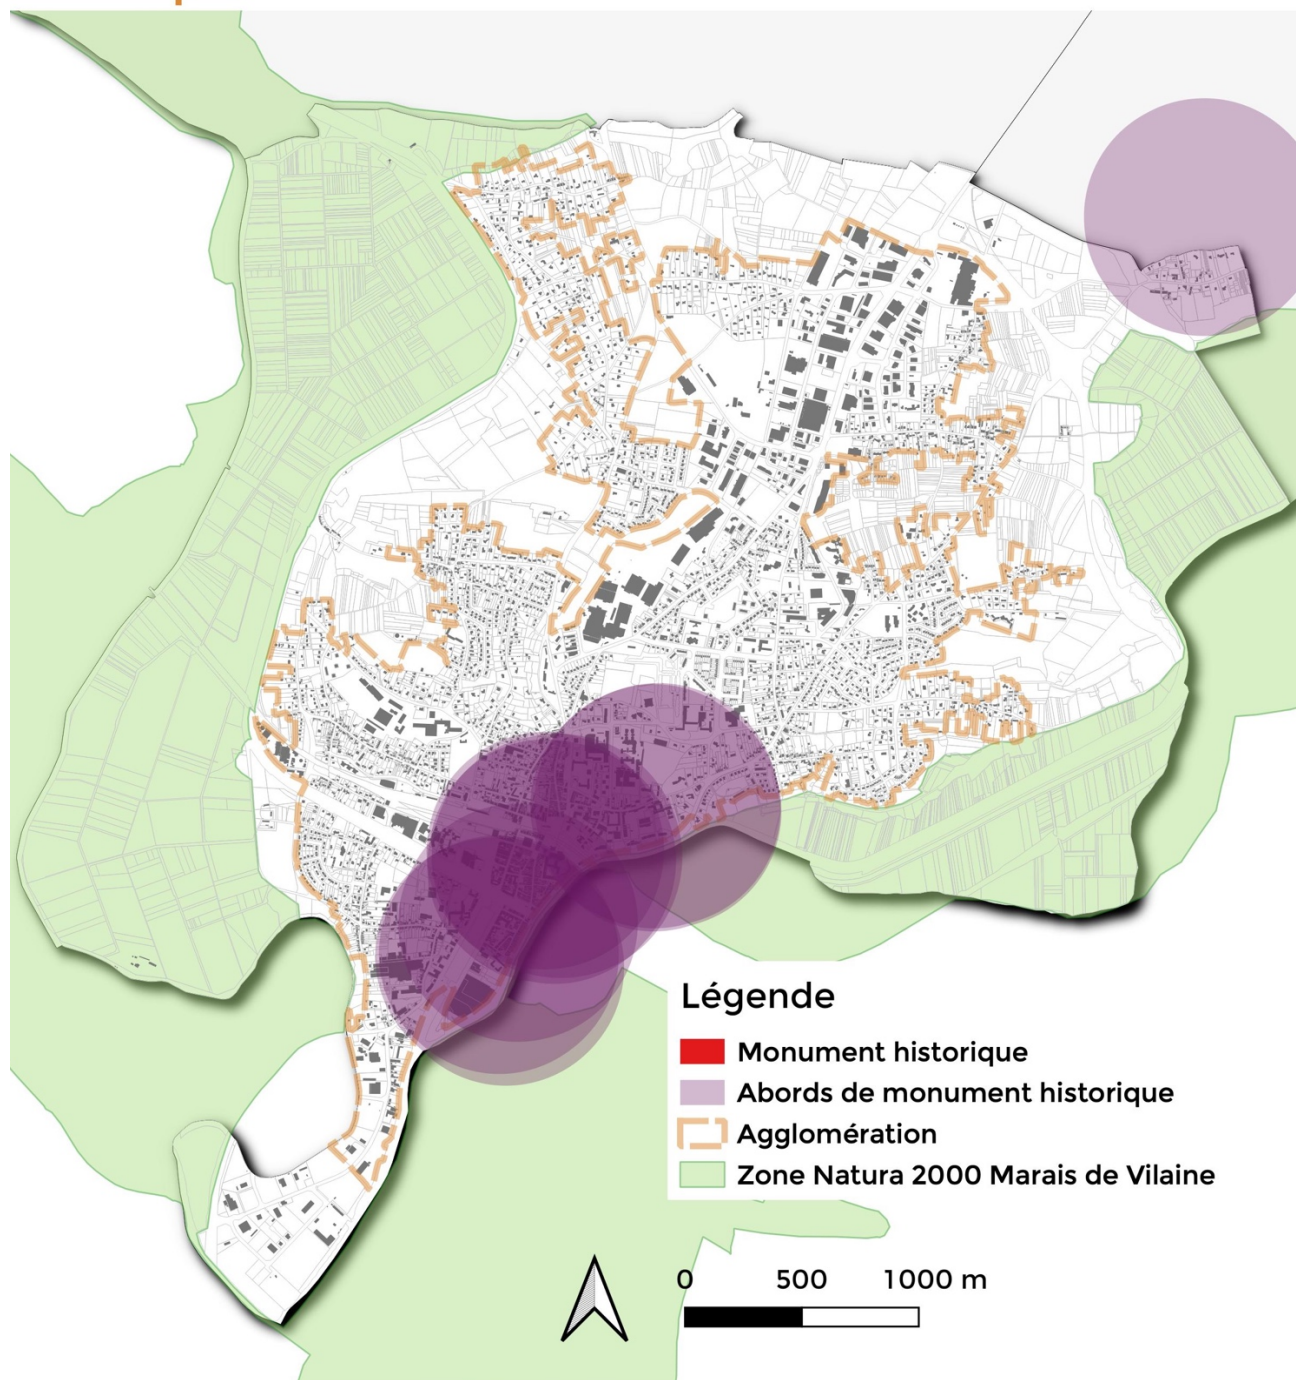 Légende
Monument historique
Abords de monument historique
Agglomération
Zone Natura 2000 Marais de Vilaine
0 500 1000 m